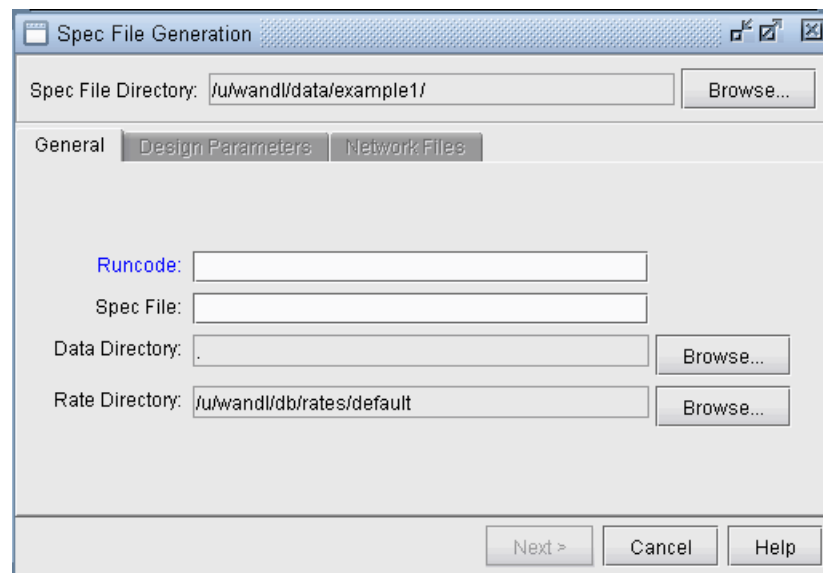 Spec File Generation
Spec File Directory: /u/wandl/data/example1/ Browse...
General Design Parameters Network Files
Runcode:
Spec File:
Data Directory: . Browse...
Rate Directory: /u/wandl/db/rates/default Browse...
Next > Cancel Help